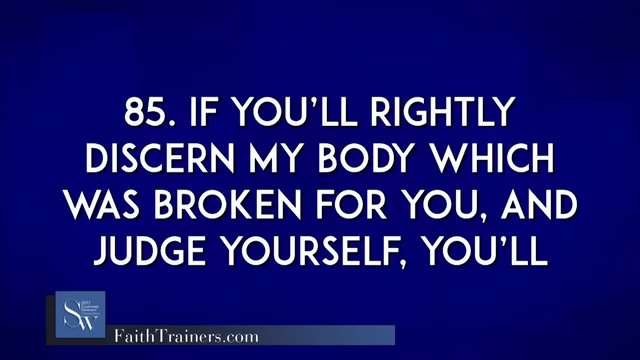 85. IF YOU'LL RIGHTLY
DISCERN MY BODY WHICH
WAS BROKEN FOR YOU, AND
JUDGE YOURSELF, YOU'LL
SW
FaithTrainers.com